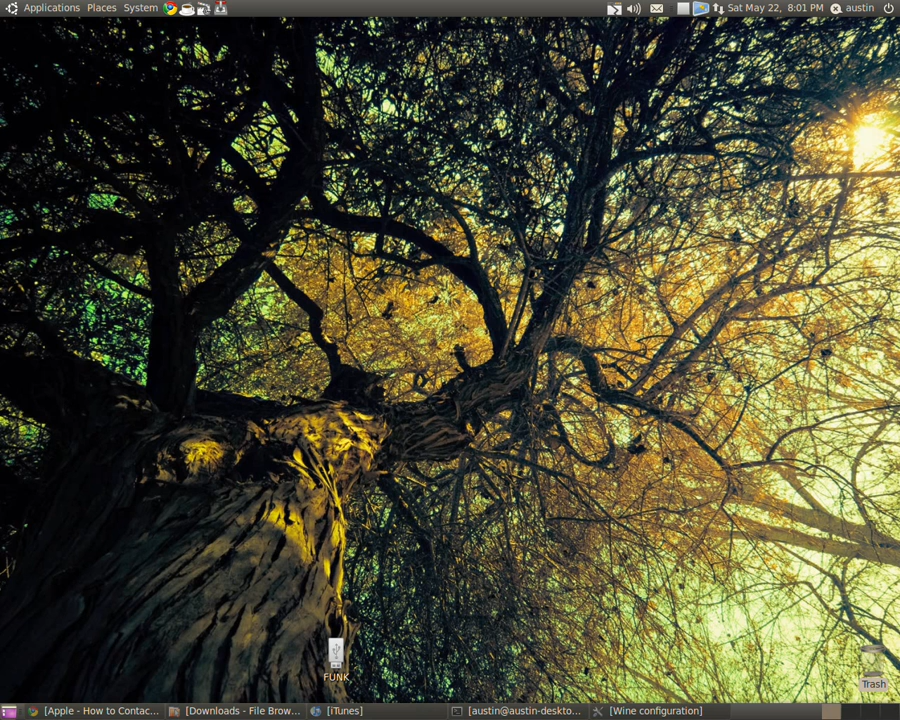 Applications Places System Sat May 22, 8:01 PM austin
FUNK
Trash
[Apple - How to Contac... [Downloads - File Brow... [iTunes] [austin@austin-deskto... [Wine configuration]